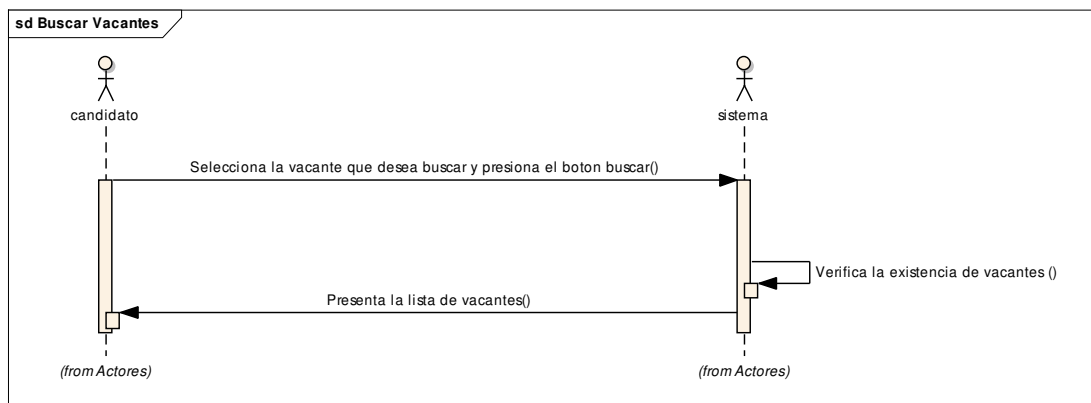 sd Buscar Vacantes
candidato
sistema
Selecciona la vacante que desea buscar y presiona el boton buscar()
Verifica la existencia de vacantes ()
Presenta la lista de vacantes()
(from Actores)
(from Actores)